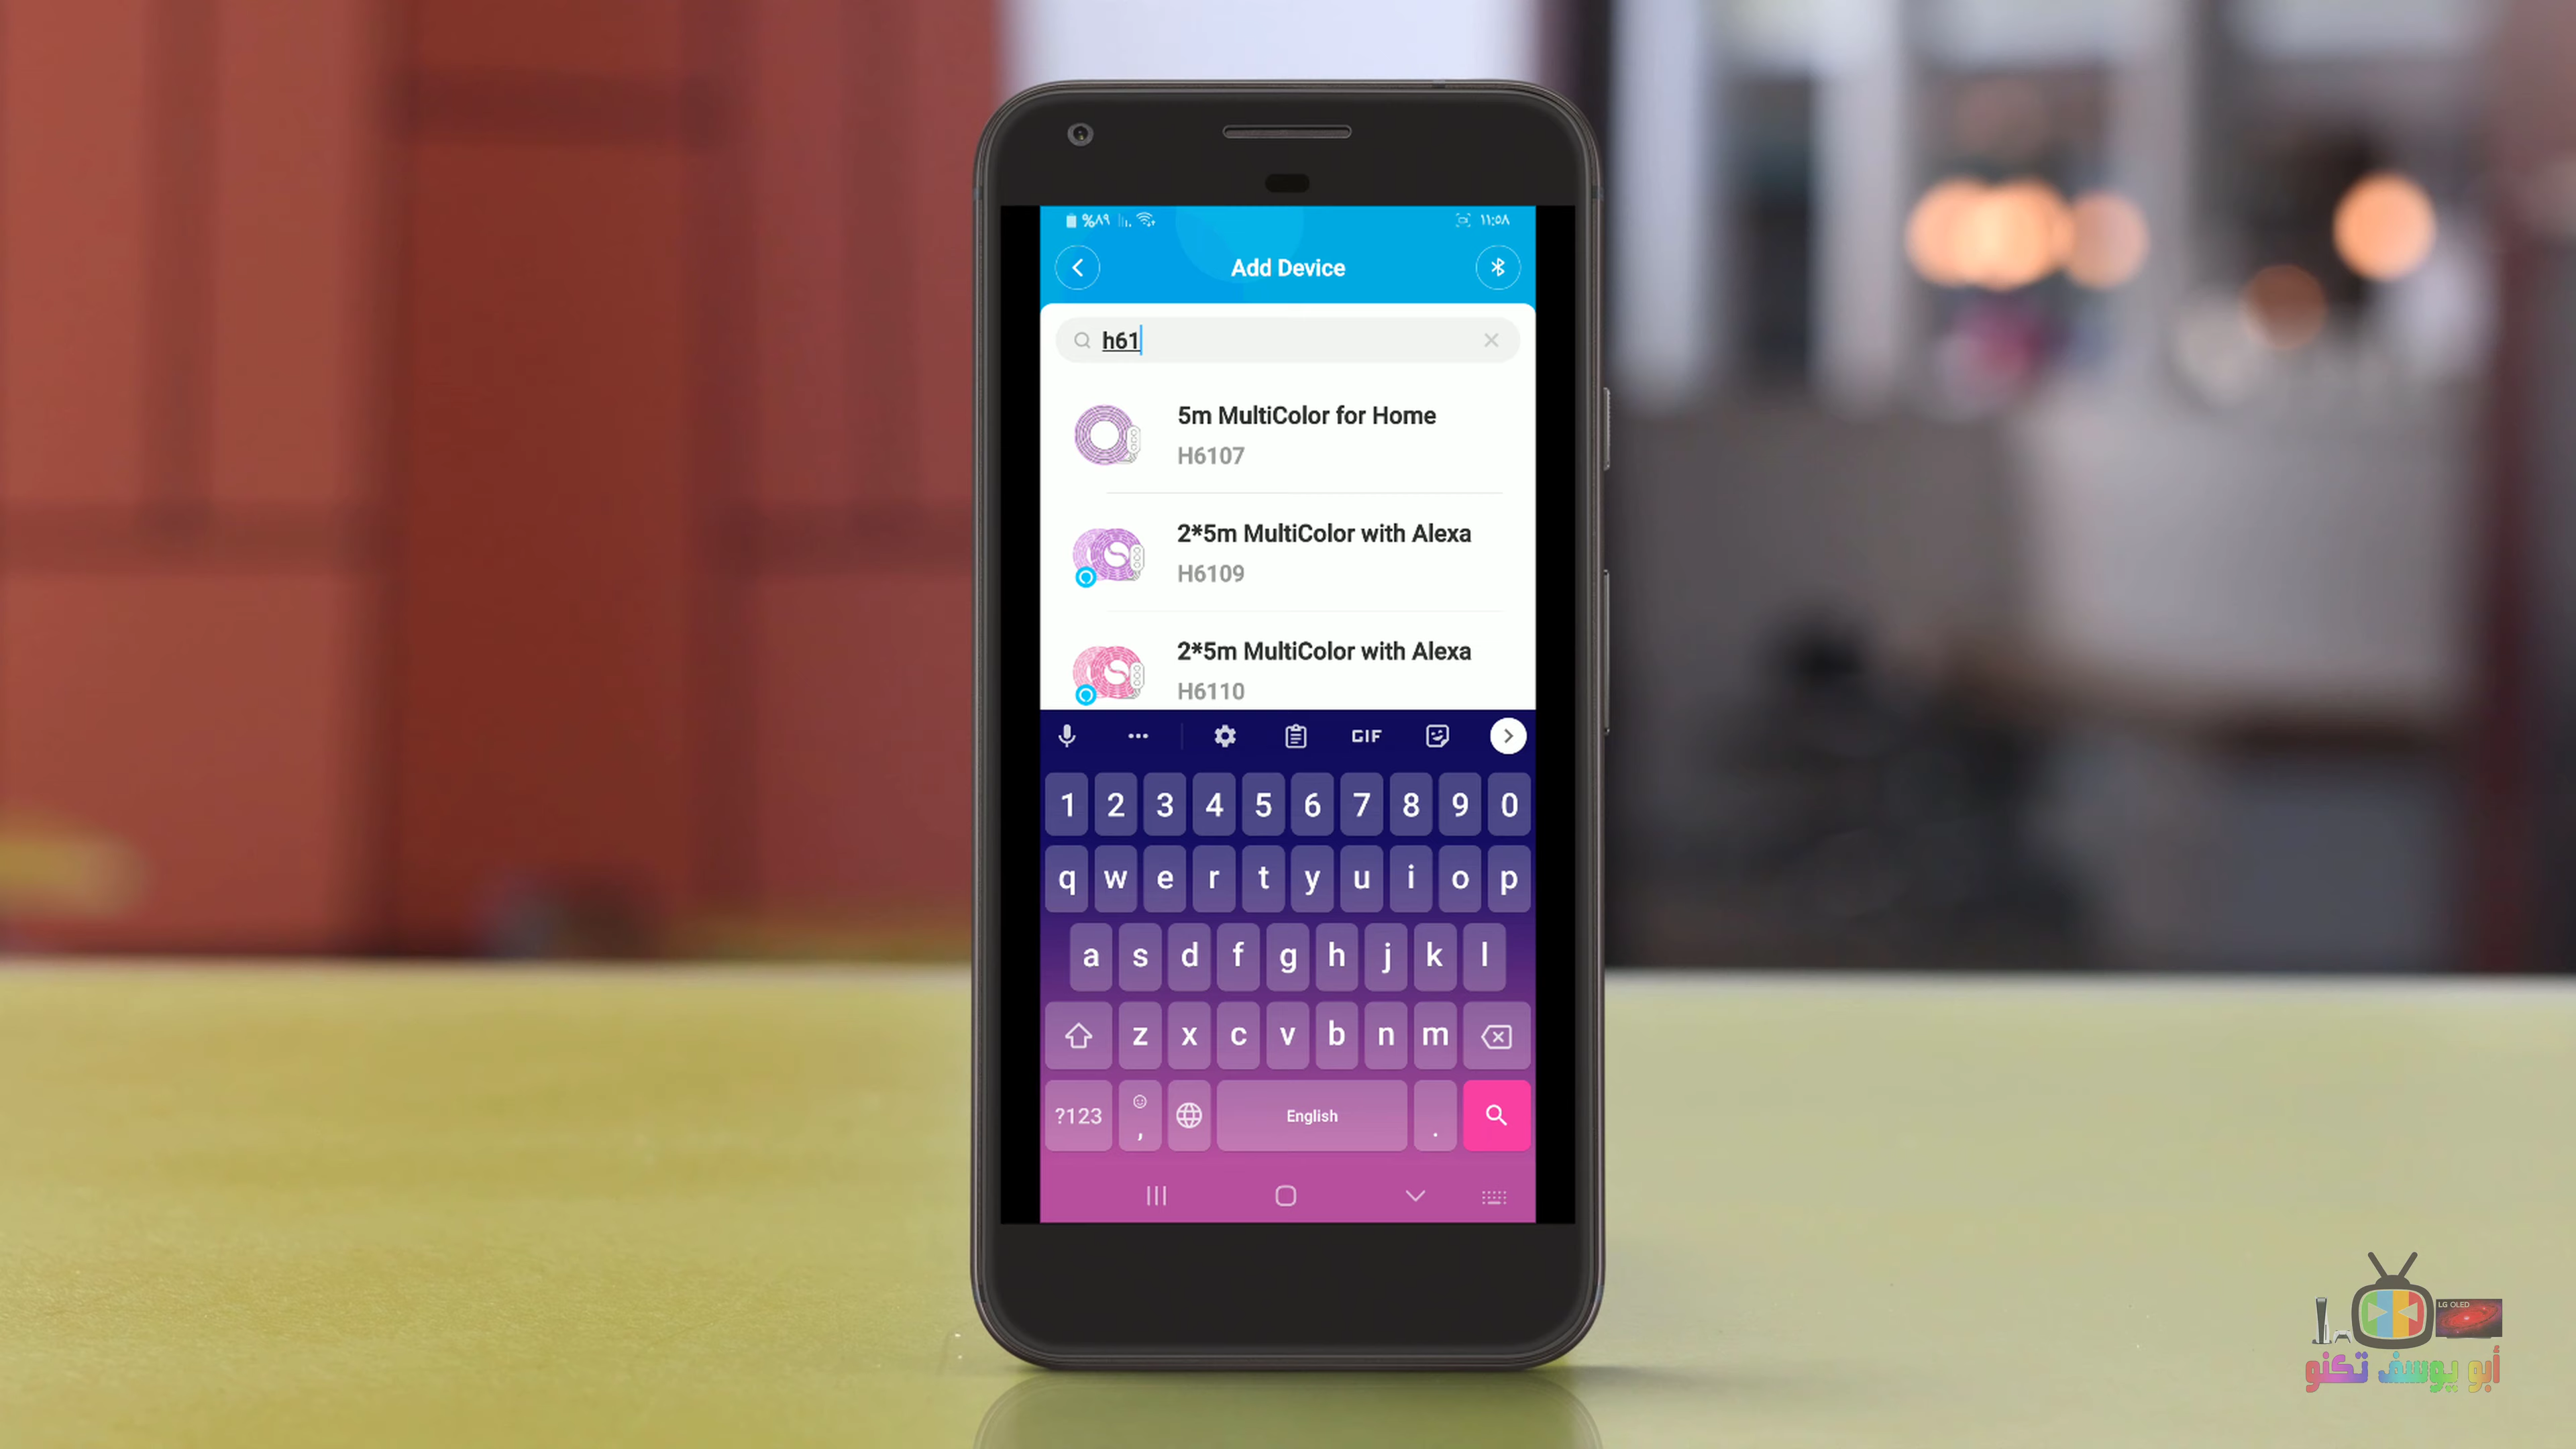 %٨٩ ١١:٥٨
Add Device
h61
5m MultiColor for Home
H6107
2*5m MultiColor with Alexa
H6109
2*5m MultiColor with Alexa
H6110
GIF
1 2 3 4 5 6 7 8 9 0
q w e r t y u i o p
a s d f g h j k l
z x c v b n m
?123 , English .
LG OLED
أبو يوسف تكنو